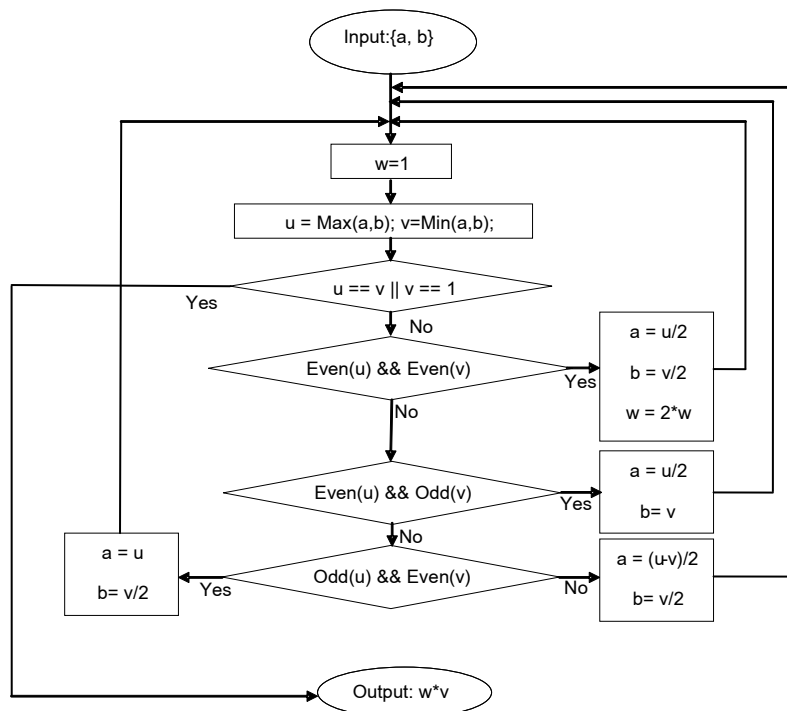 Input:{a, b}
w=1
u = Max(a,b); v=Min(a,b);
u == v || v == 1
Yes
No
Even(u) && Even(v)
Yes
a = u/2
b = v/2
w = 2*w
No
Even(u) && Odd(v)
Yes
a = u/2
b= v
No
Odd(u) && Even(v)
Yes
a = u
b= v/2
No
a = (u-v)/2
b= v/2
Output: w*v